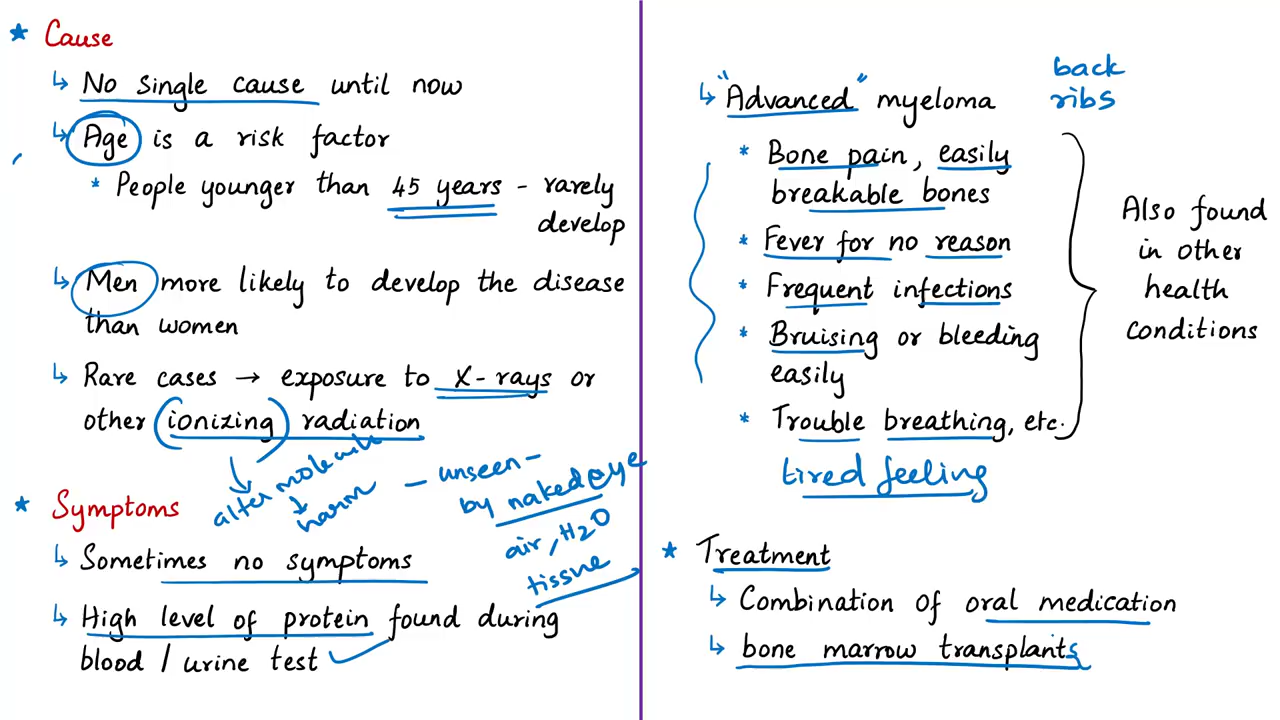 * Cause
↳ No single cause until now
↳ Age is a risk factor
* People younger than 45 years - rarely
develop
↳ Men more likely to develop the disease
than women
↳ Rare cases → exposure to X-rays or
other (ionizing) radiation
alter molecule
harm
- unseen -
by naked eye
air, H2O
tissue
* Symptoms
↳ Sometimes no symptoms
↳ High level of protein found during
blood / urine test ✓
↳ "Advanced" myeloma
back
ribs
* Bone pain, easily
breakable bones
* Fever for no reason
* Frequent infections
* Bruising or bleeding
easily
* Trouble breathing, etc.
tired feeling
Also found
in other
health
conditions
* Treatment
↳ Combination of oral medication
↳ bone marrow transplants